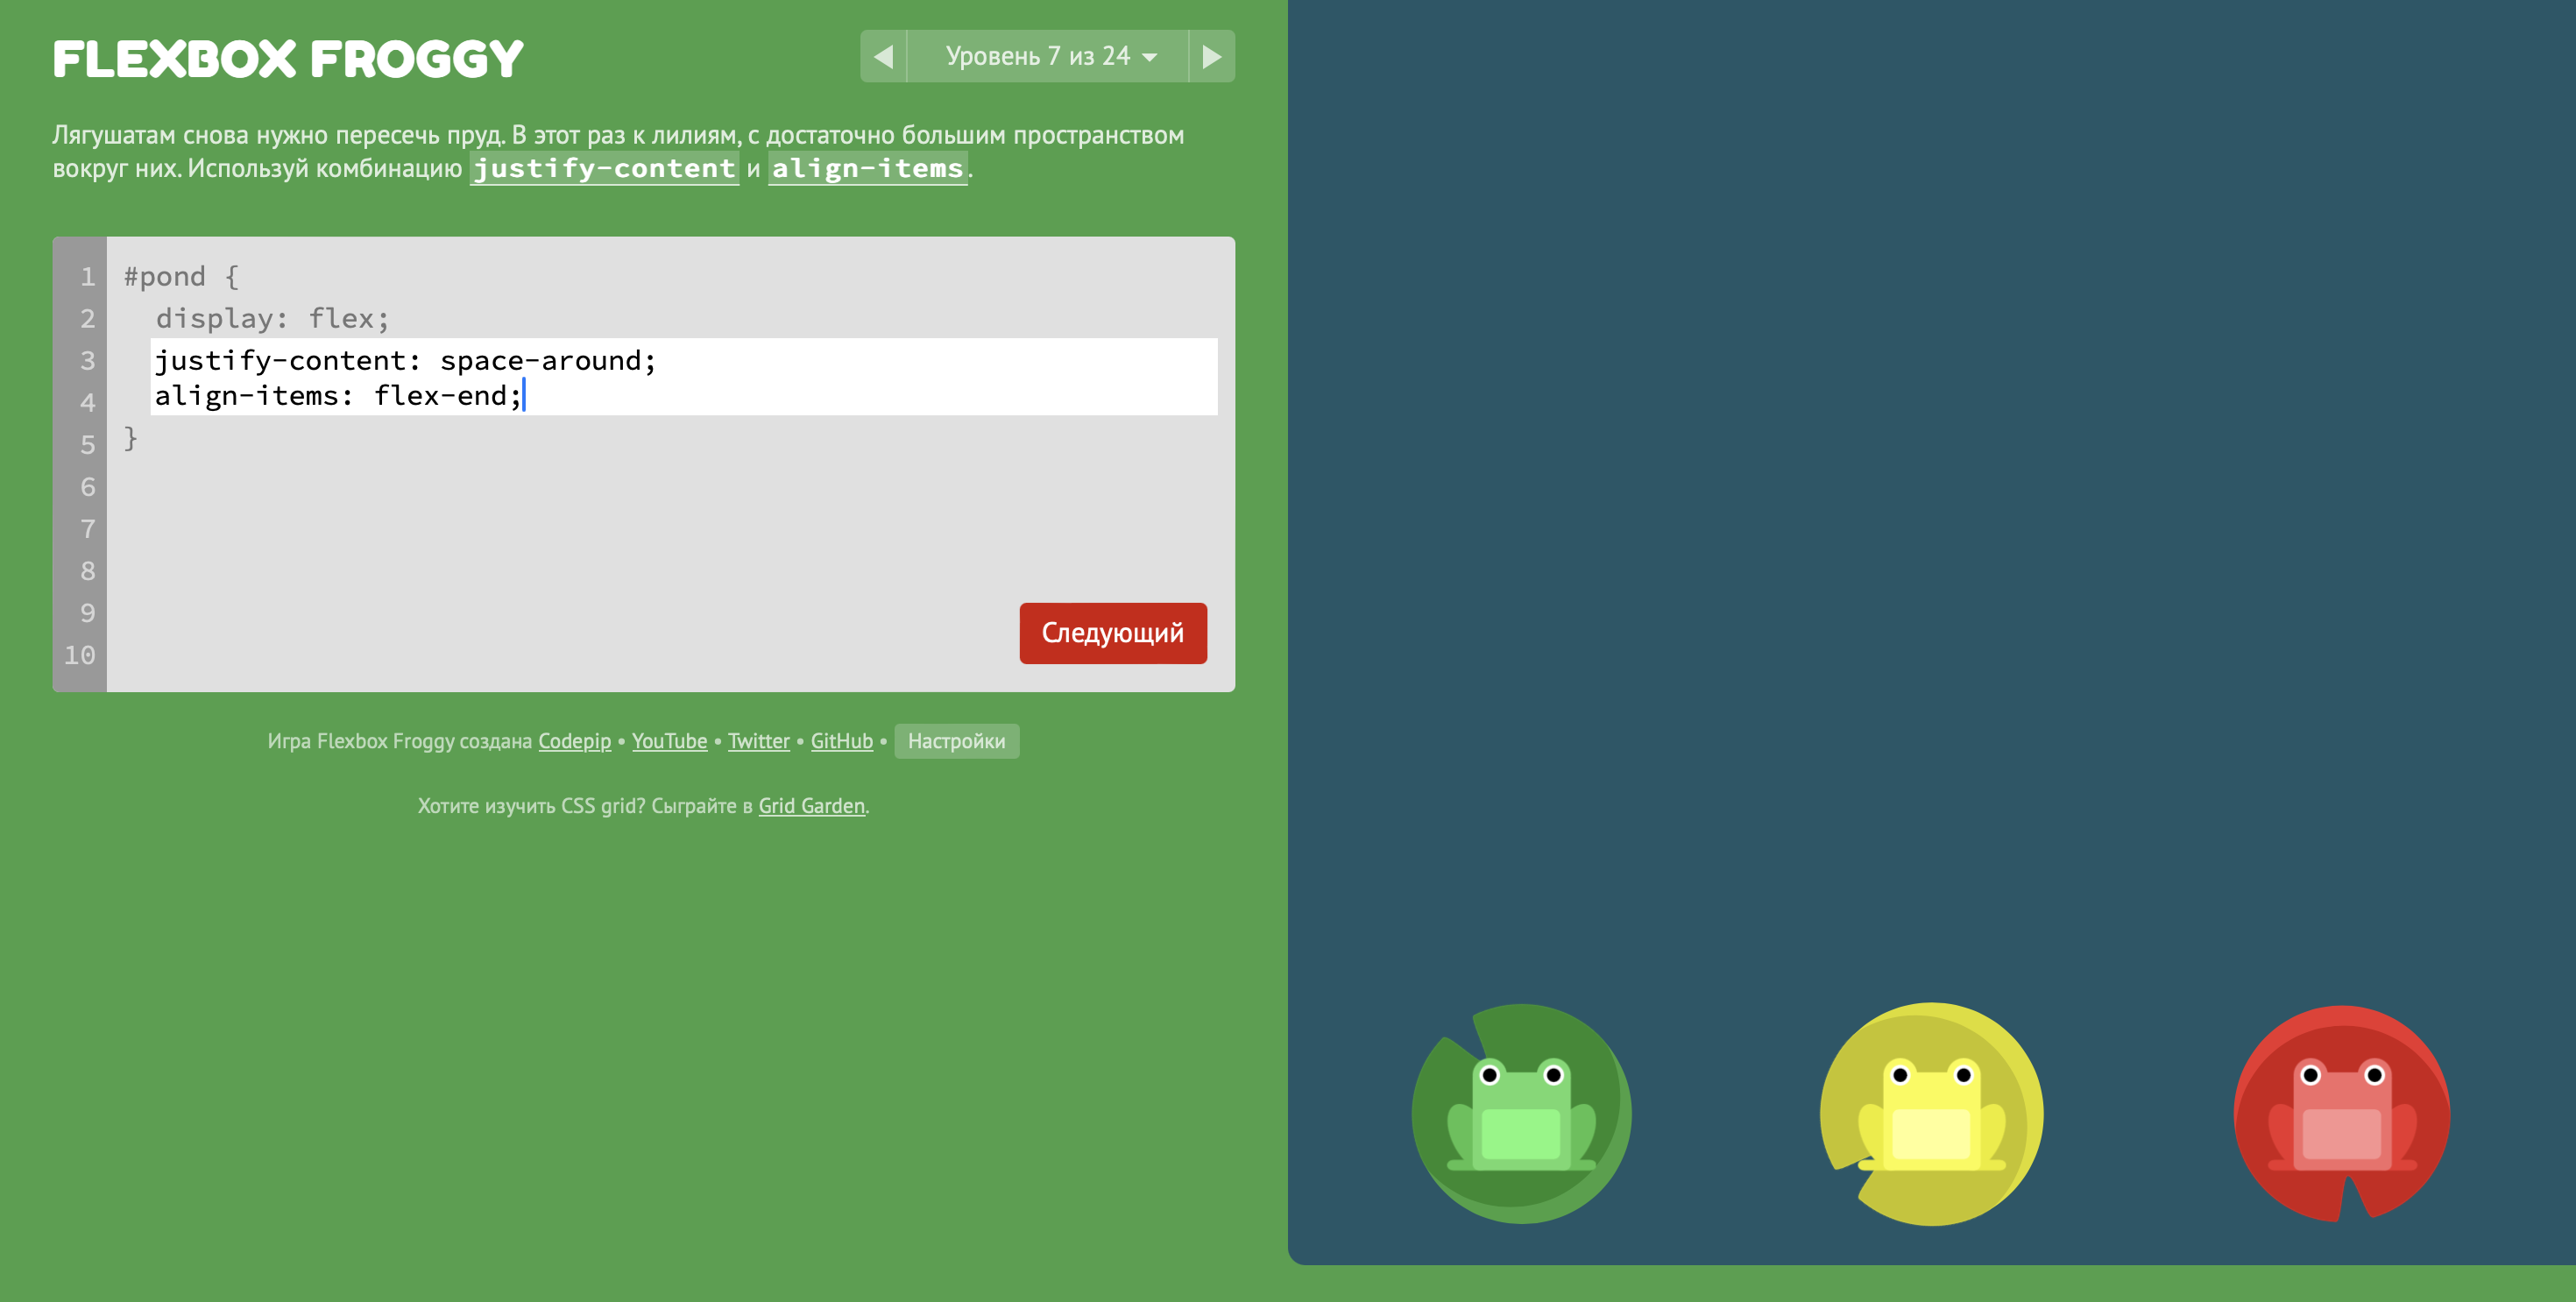 FLEXBOX FROGGY
Уровень 7 из 24
Лягушатам снова нужно пересечь пруд. В этот раз к лилиям, с достаточно большим пространством
вокруг них. Используй комбинацию justify-content и align-items.
1 #pond {
2 display: flex;
3 justify-content: space-around;
4 align-items: flex-end;
5 }
6
7
8
9
10
Следующий
Игра Flexbox Froggy создана Codepip • YouTube • Twitter • GitHub • Настройки
Хотите изучить CSS grid? Сыграйте в Grid Garden.